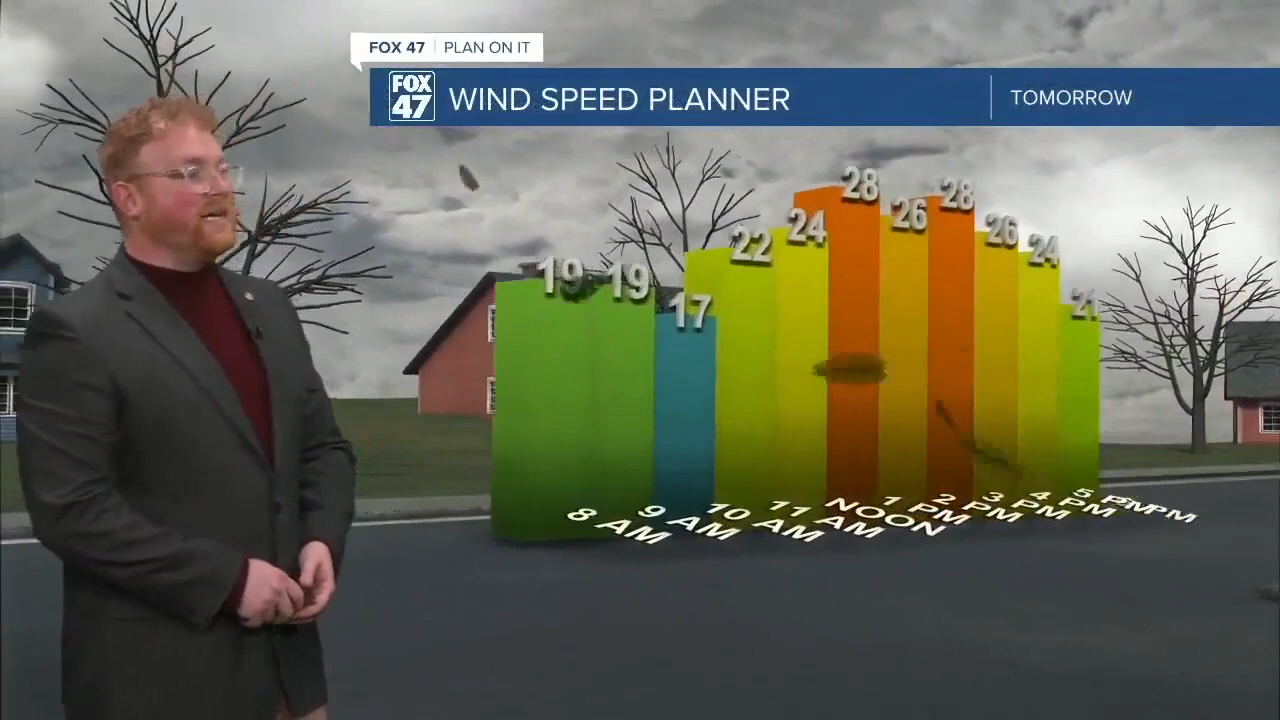 FOX 47 PLAN ON IT
FOX 47 WIND SPEED PLANNER TOMORROW
19 19 17 22 24 28 26 28 26 24 21
8 AM 9 AM 10 AM 11 AM NOON 1 PM 2 PM 3 PM 4 PM 5 PM